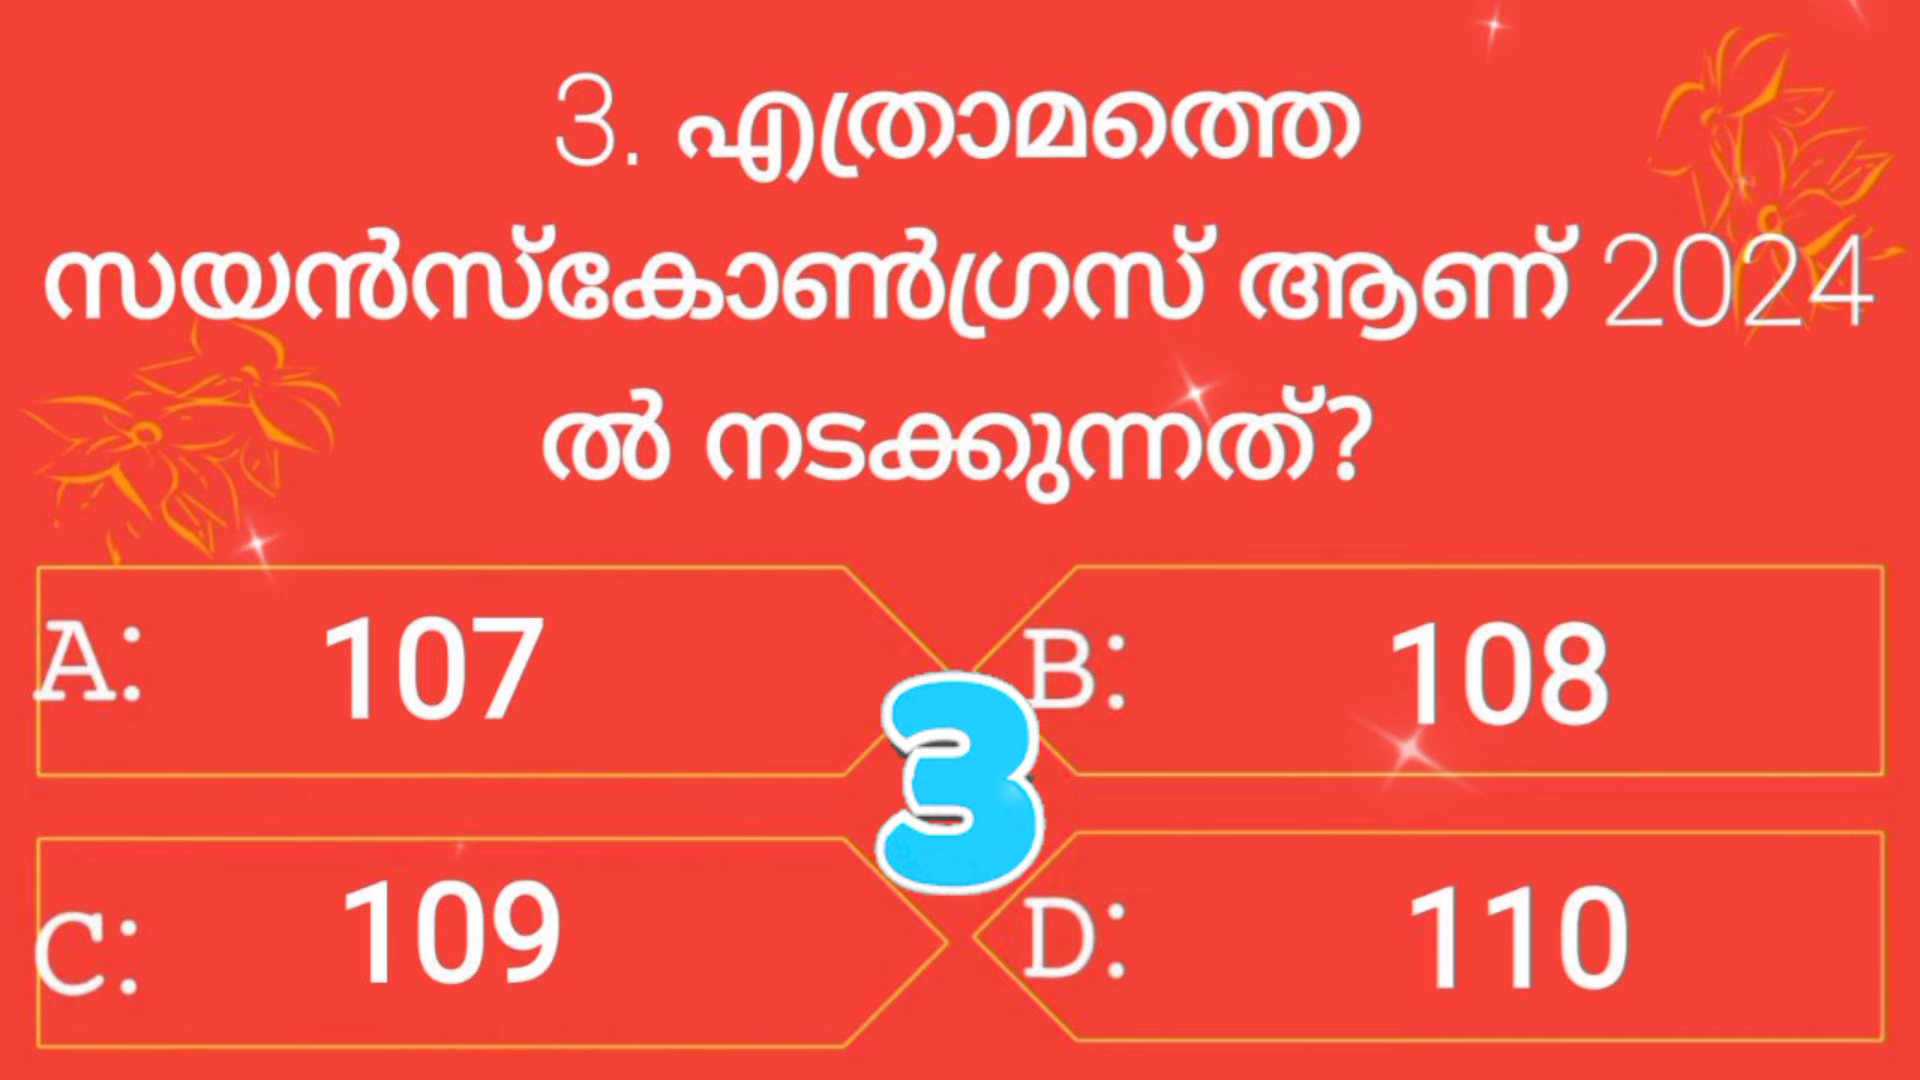 3. എത്രാമത്തെ
സയൻസ്കോൺഗ്രസ് ആണ് 2024
ൽ നടക്കുന്നത്?
A: 107
B: 108
3
C: 109
D: 110